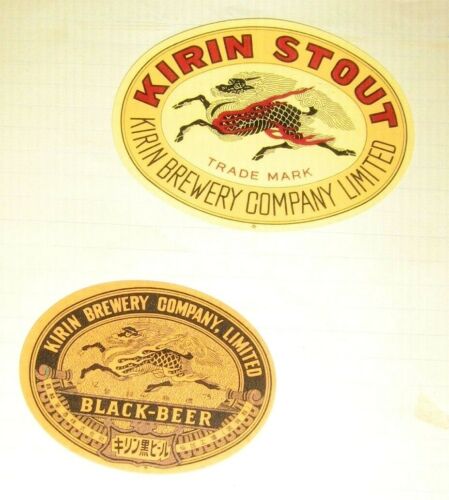 KIRIN STOUT
TRADE MARK
KIRIN BREWERY COMPANY LIMITED
KIRIN BREWERY COMPANY, LIMITED
BLACK-BEER
キリン黒ビール